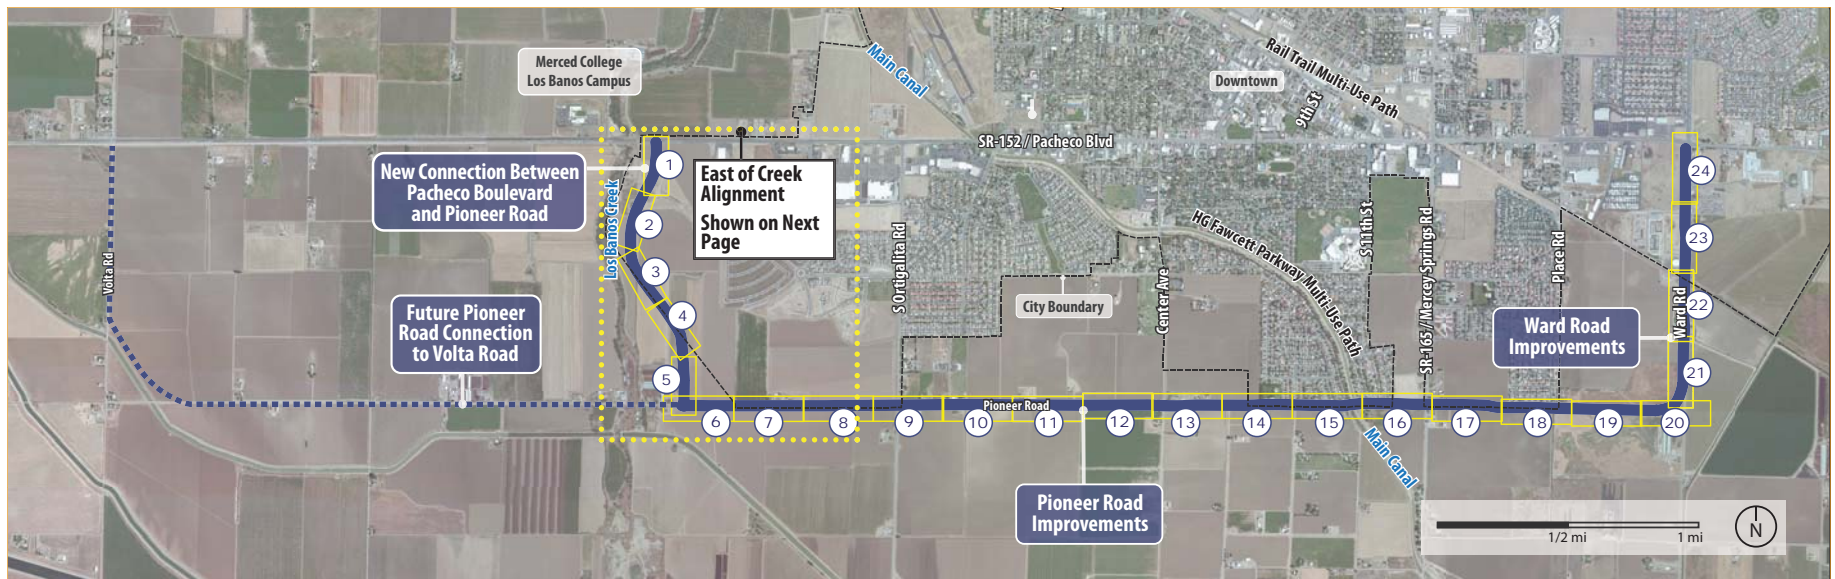 Merced College
Los Banos Campus
Main Canal
Rail Trail Multi-Use Path
Downtown
9th St
SR-152 / Pacheco Blvd
New Connection Between
Pacheco Boulevard
and Pioneer Road
Los Banos Creek
East of Creek
Alignment
Shown on Next
Page
1
2
3
4
5
Volta Rd
Future Pioneer
Road Connection
to Volta Road
S Ortigalita Rd
City Boundary
Center Ave
HG Fawcett Parkway Multi-Use Path
S 11th St
SR-165 / Mercey Springs Rd
Place Rd
Ward Rd
Ward Road
Improvements
24
23
22
21
Pioneer Road
6
7
8
9
10
11
12
13
14
15
16
17
18
19
20
Main Canal
Pioneer Road
Improvements
1/2 mi
1 mi
N